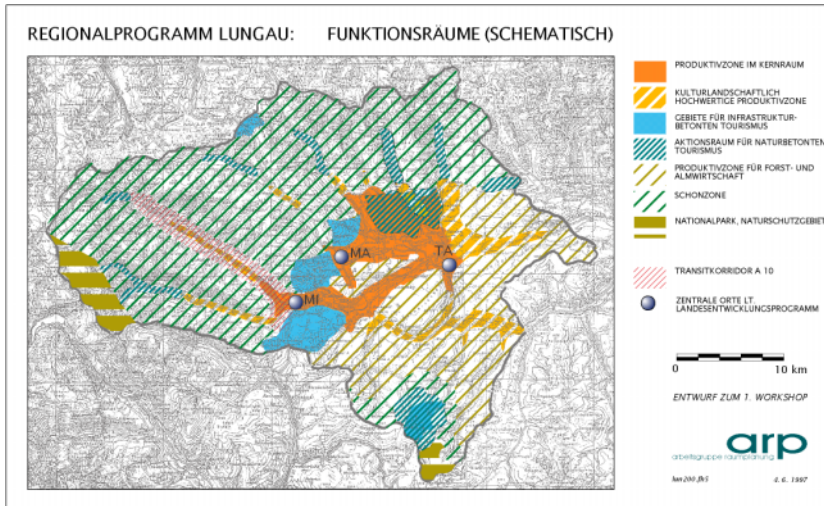 REGIONALPROGRAMM LUNGAU: FUNKTIONSRÄUME (SCHEMATISCH)
PRODUKTIVZONE IM KERNRAUM
KULTURLANDSCHAFTLICH
HOCHWERTIGE PRODUKTIVZONE
GEBIETE FÜR INFRASTRUKTUR-
BETONTEN TOURISMUS
AKTIONSRAUM FÜR NATURBETONTEN
TOURISMUS
PRODUKTIVZONE FÜR FORST- UND
ALMWIRTSCHAFT
SCHONZONE
NATIONALPARK, NATURSCHUTZGEBIET
TRANSITKORRIDOR A 10
ZENTRALE ORTE LT.
LANDESENTWICKLUNGSPROGRAMM
MA
TA
MI
0 10 km
ENTWURF ZUM 1. WORKSHOP
arp
arbeitsgruppe raumplanung
4. 6. 1997